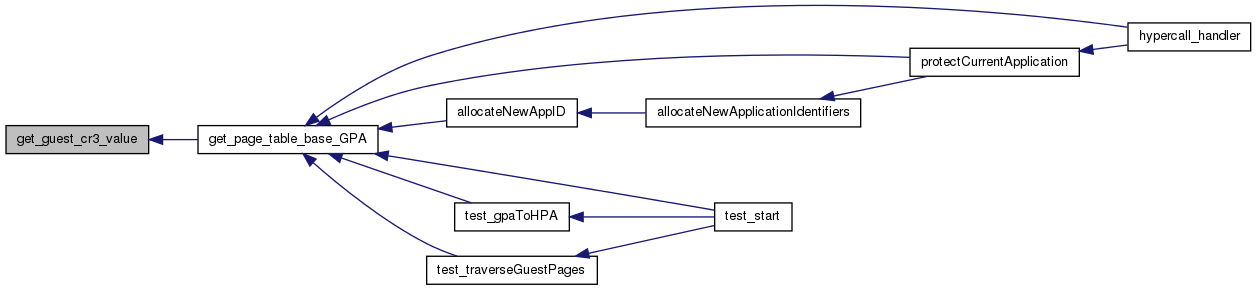 hypercall_handler
protectCurrentApplication
allocateNewAppID
allocateNewApplicationIdentifiers
get_guest_cr3_value
get_page_table_base_GPA
test_gpaToHPA
test_start
test_traverseGuestPages